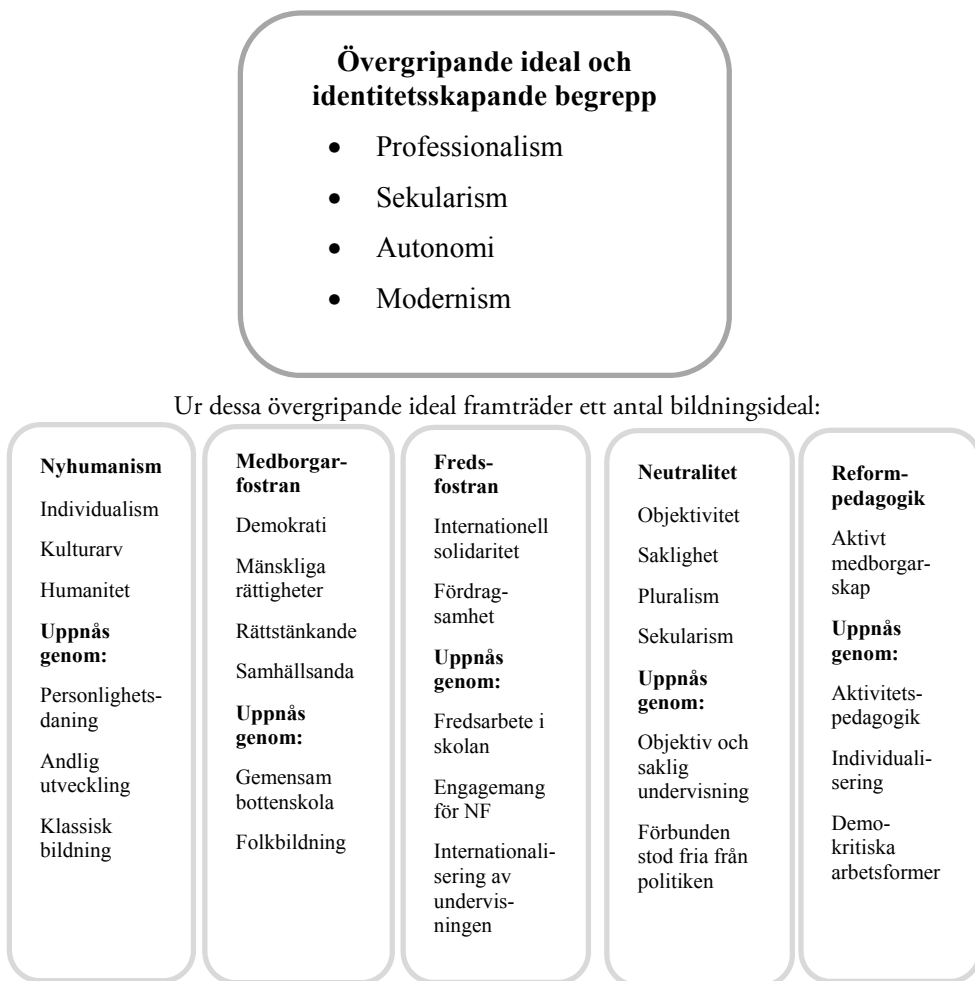 Övergripande ideal och
identitetsskapande begrepp
• Professionalism
• Sekularism
• Autonomi
• Modernism
Ur dessa övergripande ideal framträder ett antal bildningsideal:
Nyhumanism
Individualism
Kulturarv
Humanitet
Uppnås
genom:
Personlighets-
daning
Andlig
utveckling
Klassisk
bildning
Medborgar-
fostran
Demokrati
Mänskliga
rättigheter
Rättstänkande
Samhällsanda
Uppnås
genom:
Gemensam
bottenskola
Folkbildning
Freds-
fostran
Internationell
solidaritet
Fördrag-
samhet
Uppnås
genom:
Fredsarbete i
skolan
Engagemang
för NF
Internationali-
sering av
undervis-
ningen
Neutralitet
Objektivitet
Saklighet
Pluralism
Sekularism
Uppnås
genom:
Objektiv och
saklig
undervisning
Förbunden
stod fria från
politiken
Reform-
pedagogik
Aktivt
medborgar-
skap
Uppnås
genom:
Aktivitets-
pedagogik
Individuali-
sering
Demo-
kritiska
arbetsformer